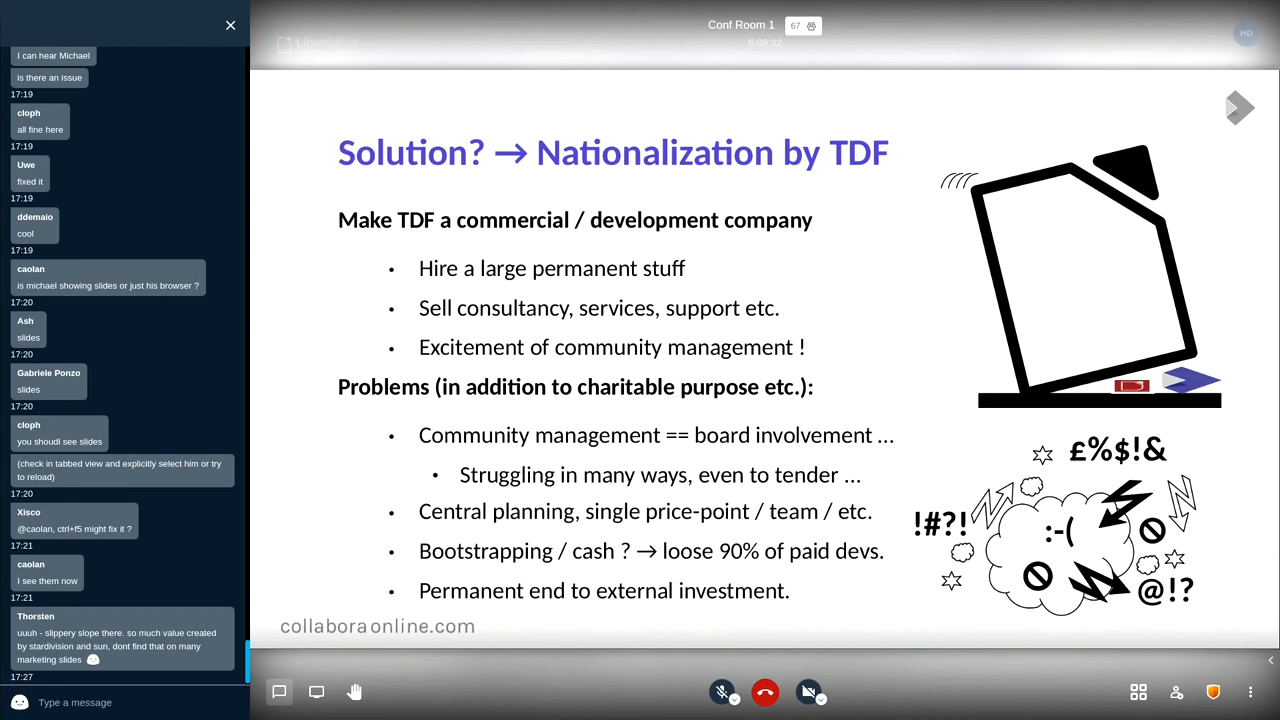 I can hear Michael
is there an issue
17:19
cloph
all fine here
17:19
Uwe
fixed it
17:19
ddemaio
cool
17:19
caolan
is michael showing slides or just his browser ?
17:20
Ash
slides
17:20
Gabriele Ponzo
slides
17:20
cloph
you shoudl see slides
(check in tabbed view and explicitly select him or try
to reload)
17:20
Xisco
@caolan, ctrl+f5 might fix it ?
17:21
caolan
I see them now
17:21
Thorsten
uuuh - slippery slope there. so much value created
by stardivision and sun, dont find that on many
marketing slides
17:27
Type a message
Conf Room 1
67
6:09:32
LibreOffice
HD
Solution? → Nationalization by TDF
Make TDF a commercial / development company
• Hire a large permanent stuff
• Sell consultancy, services, support etc.
• Excitement of community management !
Problems (in addition to charitable purpose etc.):
• Community management == board involvement ...
• Struggling in many ways, even to tender ...
• Central planning, single price-point / team / etc.
• Bootstrapping / cash ? → loose 90% of paid devs.
• Permanent end to external investment.
£%$!&
!#?!
:-(
@!?
collaboraonline.com